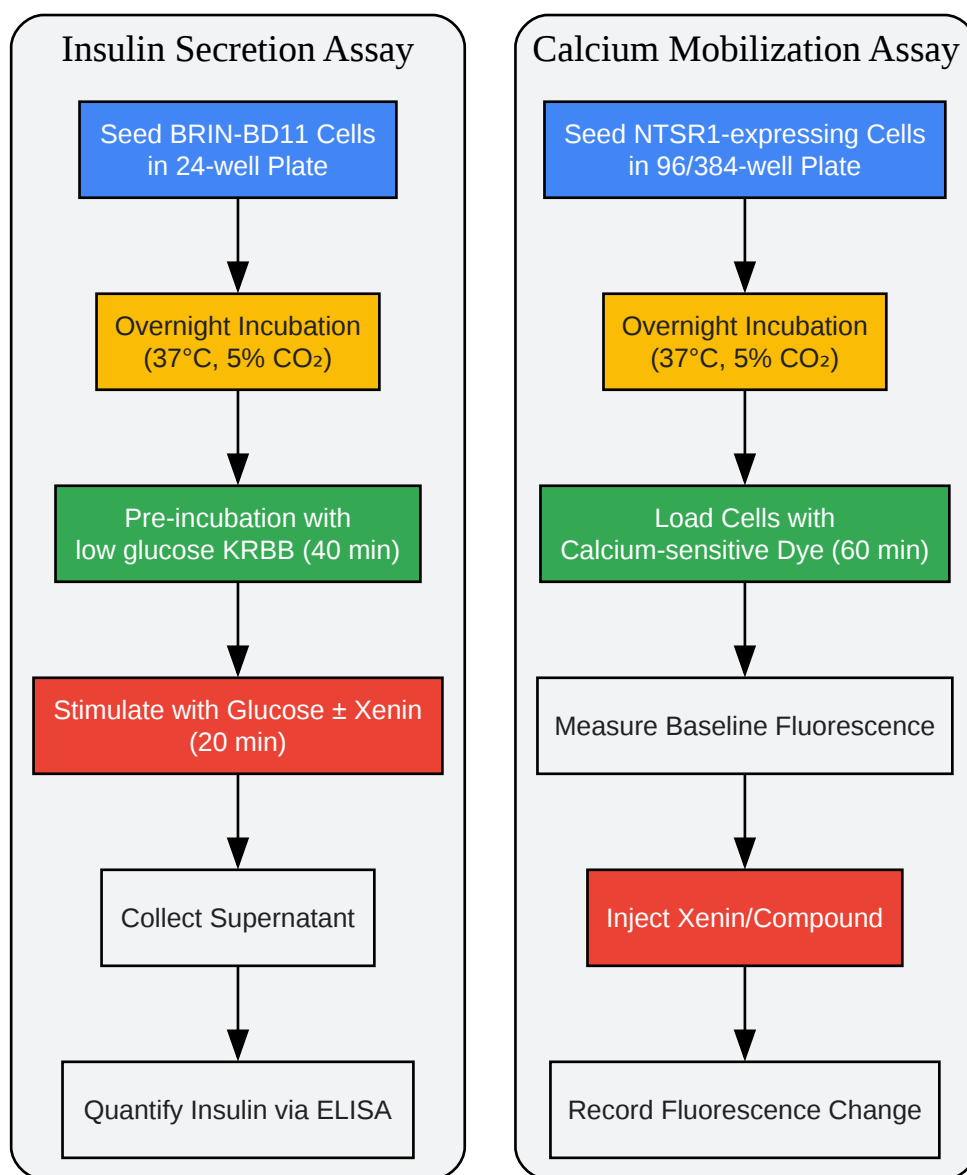 Insulin Secretion Assay
Seed BRIN-BD11 Cells
in 24-well Plate
Overnight Incubation
(37°C, 5% CO₂)
Pre-incubation with
low glucose KRBB (40 min)
Stimulate with Glucose ± Xenin
(20 min)
Collect Supernatant
Quantify Insulin via ELISA
Calcium Mobilization Assay
Seed NTSR1-expressing Cells
in 96/384-well Plate
Overnight Incubation
(37°C, 5% CO₂)
Load Cells with
Calcium-sensitive Dye (60 min)
Measure Baseline Fluorescence
Inject Xenin/Compound
Record Fluorescence Change